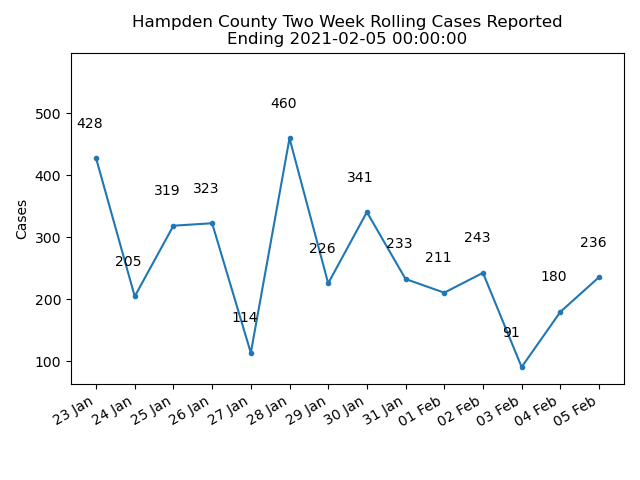 Hampden County Two Week Rolling Cases Reported
Ending 2021-02-05 00:00:00
Cases
500
400
300
200
100
428
205
319
323
114
460
226
341
233
211
243
91
180
236
23 Jan
24 Jan
25 Jan
26 Jan
27 Jan
28 Jan
29 Jan
30 Jan
31 Jan
01 Feb
02 Feb
03 Feb
04 Feb
05 Feb